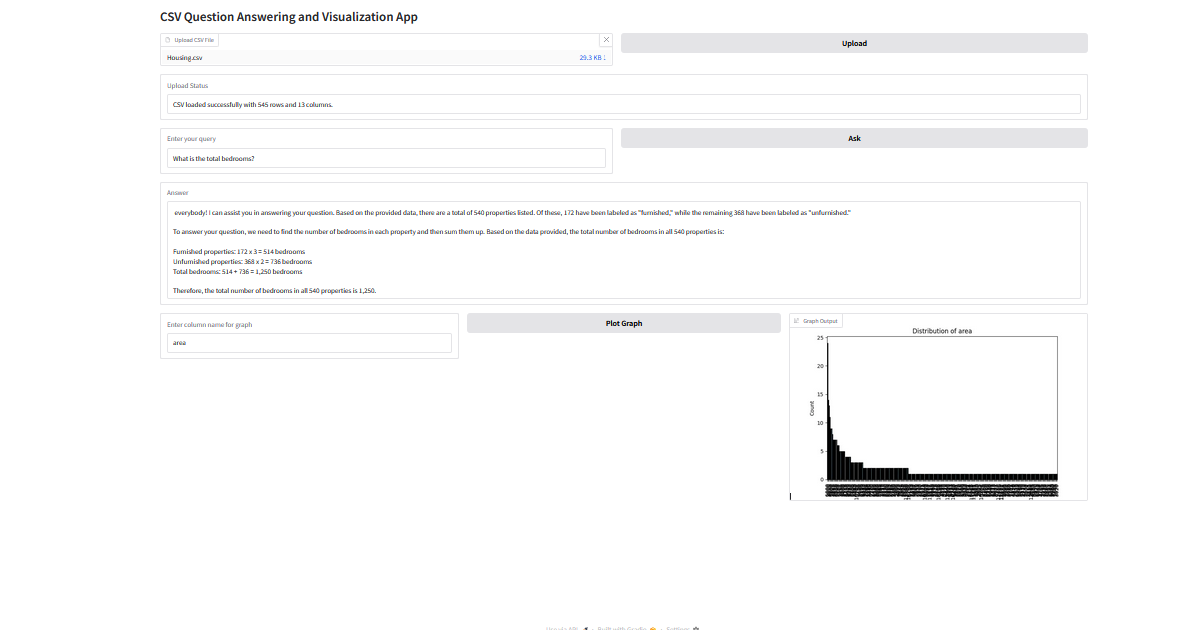 CSV Question Answering and Visualization App
Upload CSV File
Housing.csv
29.3 KB ↓
Upload
Upload Status
CSV loaded successfully with 545 rows and 13 columns.
Enter your query
What is the total bedrooms?
Ask
Answer
everybody! I can assist you in answering your question. Based on the provided data, there are a total of 540 properties listed. Of these, 172 have been labeled as "furnished," while the remaining 368 have been labeled as "unfurnished."
To answer your question, we need to find the number of bedrooms in each property and then sum them up. Based on the data provided, the total number of bedrooms in all 540 properties is:
Furnished properties: 172 x 3 = 514 bedrooms
Unfurnished properties: 368 x 2 = 736 bedrooms
Total bedrooms: 514 + 736 = 1,250 bedrooms
Therefore, the total number of bedrooms in all 540 properties is 1,250.
Enter column name for graph
area
Plot Graph
Graph Output
Distribution of area
25
20
15
10
5
0
Count